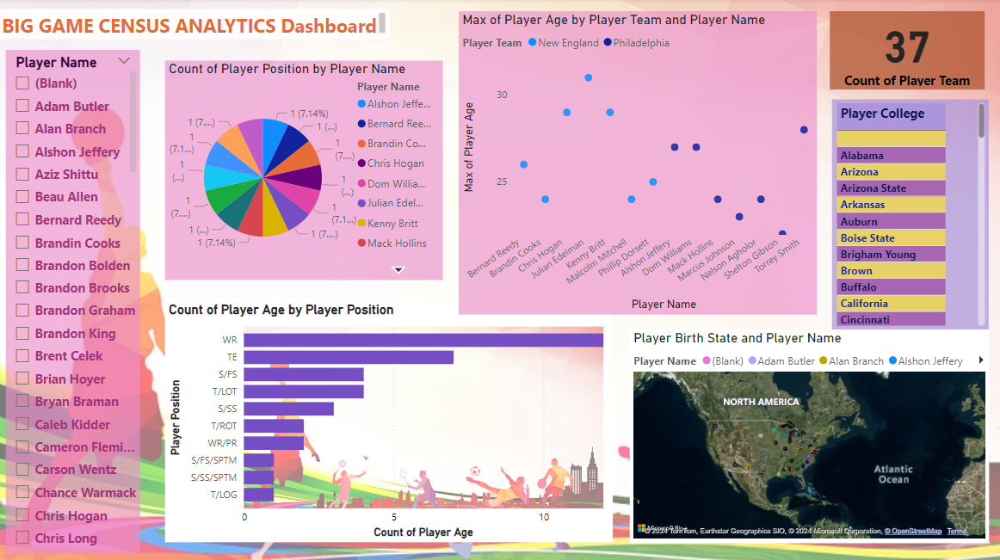 BIG GAME CENSUS ANALYTICS Dashboard
Player Name
(Blank)
Adam Butler
Alan Branch
Alshon Jeffery
Aziz Shittu
Beau Allen
Bernard Reedy
Brandin Cooks
Brandon Bolden
Brandon Brooks
Brandon Graham
Brandon King
Brent Celek
Brian Hoyer
Bryan Braman
Caleb Kidder
Cameron Flemi...
Carson Wentz
Chance Warmack
Chris Hogan
Chris Long
Count of Player Position by Player Name
1 (7.14%)
1 (...)
1
(7....)
1
(...)
1
(7.1...)
1 (7....)
1 (7.14%)
1 (...)
1
(7....)
1
(...)
1
(7.1...)
1 (7....)
Player Name
Alshon Jeffe...
Bernard Ree...
Brandin Co...
Chris Hogan
Dom Willia...
Julian Edel...
Kenny Britt
Mack Hollins
Max of Player Age by Player Team and Player Name
Player Team New England Philadelphia
Max of Player Age
30
25
Bernard Reedy
Brandin Cooks
Chris Hogan
Julian Edelman
Kenny Britt
Malcolm Mitchell
Phillip Dorsett
Alshon Jeffery
Dom Williams
Mack Hollins
Marcus Johnson
Nelson Agholor
Shelton Gibson
Torrey Smith
Player Name
37
Count of Player Team
Player College
Alabama
Arizona
Arizona State
Arkansas
Auburn
Boise State
Brigham Young
Brown
Buffalo
California
Cincinnati
Count of Player Age by Player Position
Player Position
WR
TE
S/FS
T/LOT
S/SS
T/ROT
WR/PR
S/FS/SPTM
S/SS/SPTM
T/LOG
0 5 10
Count of Player Age
Player Birth State and Player Name
Player Name (Blank) Adam Butler Alan Branch Alshon Jeffery
NORTH AMERICA
Atlantic
Ocean
Microsoft Bing
© 2024 TomTom, Earthstar Geographics SIO, © 2024 Microsoft Corporation, © OpenStreetMap Terms